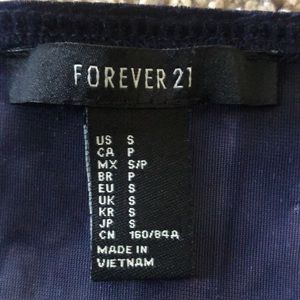 FOREVER 21
US S
CA P
MX S/P
BR P
EU S
UK S
KR S
JP S
CN 160/84A
MADE IN
VIETNAM